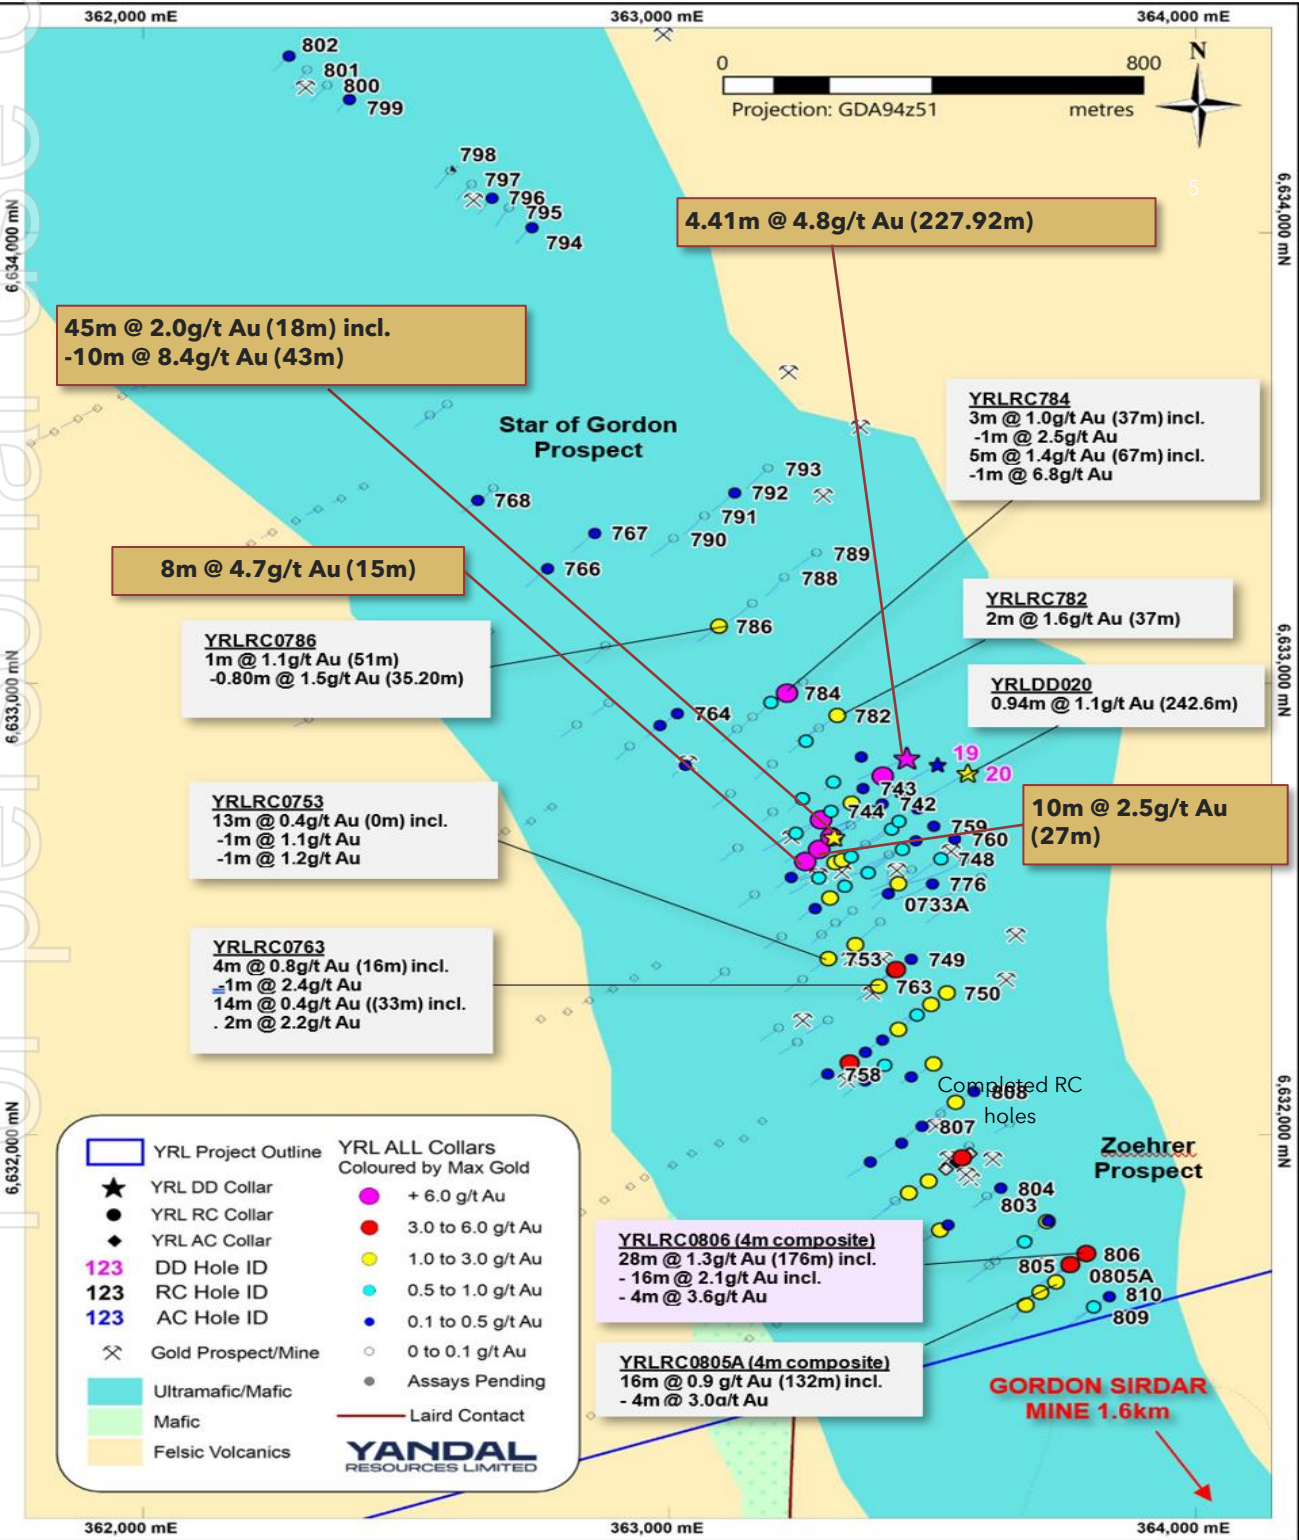 362,000 mE
363,000 mE
364,000 mE
802
801
800
799
0
800
Projection: GDA94z51
metres
N
5
798
797
796
795
794
6,634,000 mN
6,634,000 mN
4.41m @ 4.8g/t Au (227.92m)
45m @ 2.0g/t Au (18m) incl.
-10m @ 8.4g/t Au (43m)
YRLRC784
3m @ 1.0g/t Au (37m) incl.
-1m @ 2.5g/t Au
5m @ 1.4g/t Au (67m) incl.
-1m @ 6.8g/t Au
Star of Gordon
Prospect
793
792
791
790
789
788
768
767
766
8m @ 4.7g/t Au (15m)
YRLRC782
2m @ 1.6g/t Au (37m)
786
YRLRC0786
1m @ 1.1g/t Au (51m)
-0.80m @ 1.5g/t Au (35.20m)
6,633,000 mN
6,633,000 mN
784
764
782
YRLDD020
0.94m @ 1.1g/t Au (242.6m)
19
20
743
742
744
759
760
748
776
0733A
10m @ 2.5g/t Au
(27m)
YRLRC0753
13m @ 0.4g/t Au (0m) incl.
-1m @ 1.1g/t Au
-1m @ 1.2g/t Au
753
749
763
750
YRLRC0763
4m @ 0.8g/t Au (16m) incl.
-1m @ 2.4g/t Au
14m @ 0.4g/t Au ((33m) incl.
. 2m @ 2.2g/t Au
758
Completed RC
holes
808
807
6,632,000 mN
6,632,000 mN
Zoehrer
Prospect
804
803
806
805
0805A
810
809
YRLRC0806 (4m composite)
28m @ 1.3g/t Au (176m) incl.
- 16m @ 2.1g/t Au incl.
- 4m @ 3.6g/t Au
YRLRC0805A (4m composite)
16m @ 0.9 g/t Au (132m) incl.
- 4m @ 3.0g/t Au
GORDON SIRDAR
MINE 1.6km
YRL Project Outline
YRL DD Collar
YRL RC Collar
YRL AC Collar
123 DD Hole ID
123 RC Hole ID
123 AC Hole ID
Gold Prospect/Mine
Ultramafic/Mafic
Mafic
Felsic Volcanics
YRL ALL Collars
Coloured by Max Gold
+ 6.0 g/t Au
3.0 to 6.0 g/t Au
1.0 to 3.0 g/t Au
0.5 to 1.0 g/t Au
0.1 to 0.5 g/t Au
0 to 0.1 g/t Au
Assays Pending
Laird Contact
YANDAL
RESOURCES LIMITED
362,000 mE
363,000 mE
364,000 mE